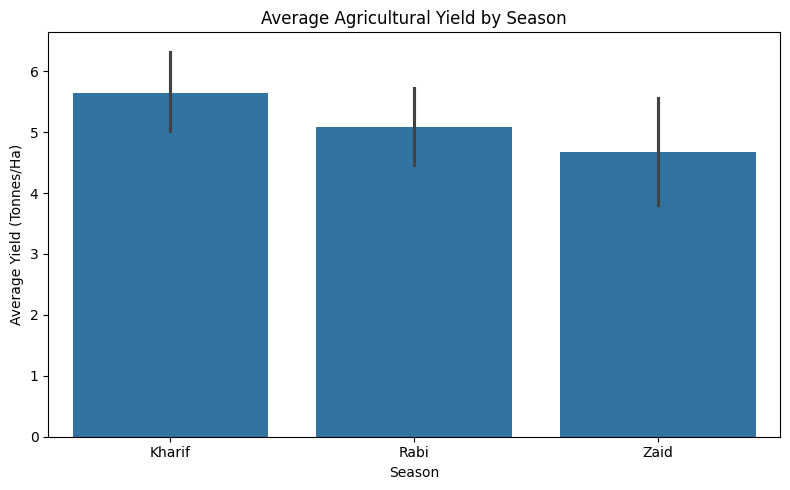 Average Agricultural Yield by Season
Average Yield (Tonnes/Ha)
6
5
4
3
2
1
0
Kharif
Rabi
Zaid
Season